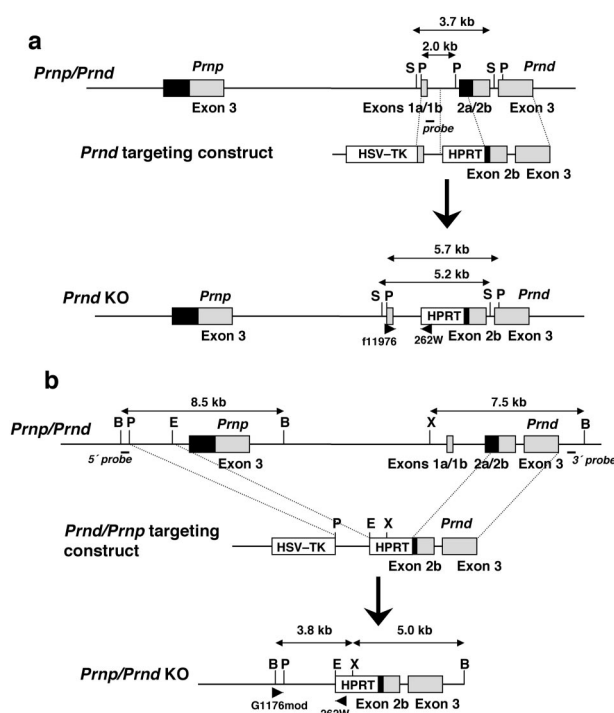 a
3.7 kb
2.0 kb
Prnp/Prnd
Prnp
S P P S P
Prnd
Exon 3
Exons 1a/1b
2a/2b
Exon 3
probe
Prnd targeting construct
HSV–TK
HPRT
Exon 2b
Exon 3
5.7 kb
5.2 kb
Prnd KO
Prnp
S P
S P
Prnd
HPRT
Exon 3
Exon 2b
Exon 3
f11976
262W
b
8.5 kb
7.5 kb
Prnp/Prnd
B P E
Prnp
B
X
Prnd
B
5´ probe
Exon 3
Exons 1a/1b
2a/2b
Exon 3
3´ probe
Prnd/Prnp targeting
construct
P E X
Prnd
HSV–TK
HPRT
Exon 2b
Exon 3
3.8 kb
5.0 kb
Prnp/Prnd KO
B P
E X
B
HPRT
Exon 2b
Exon 3
G1176mod
262W